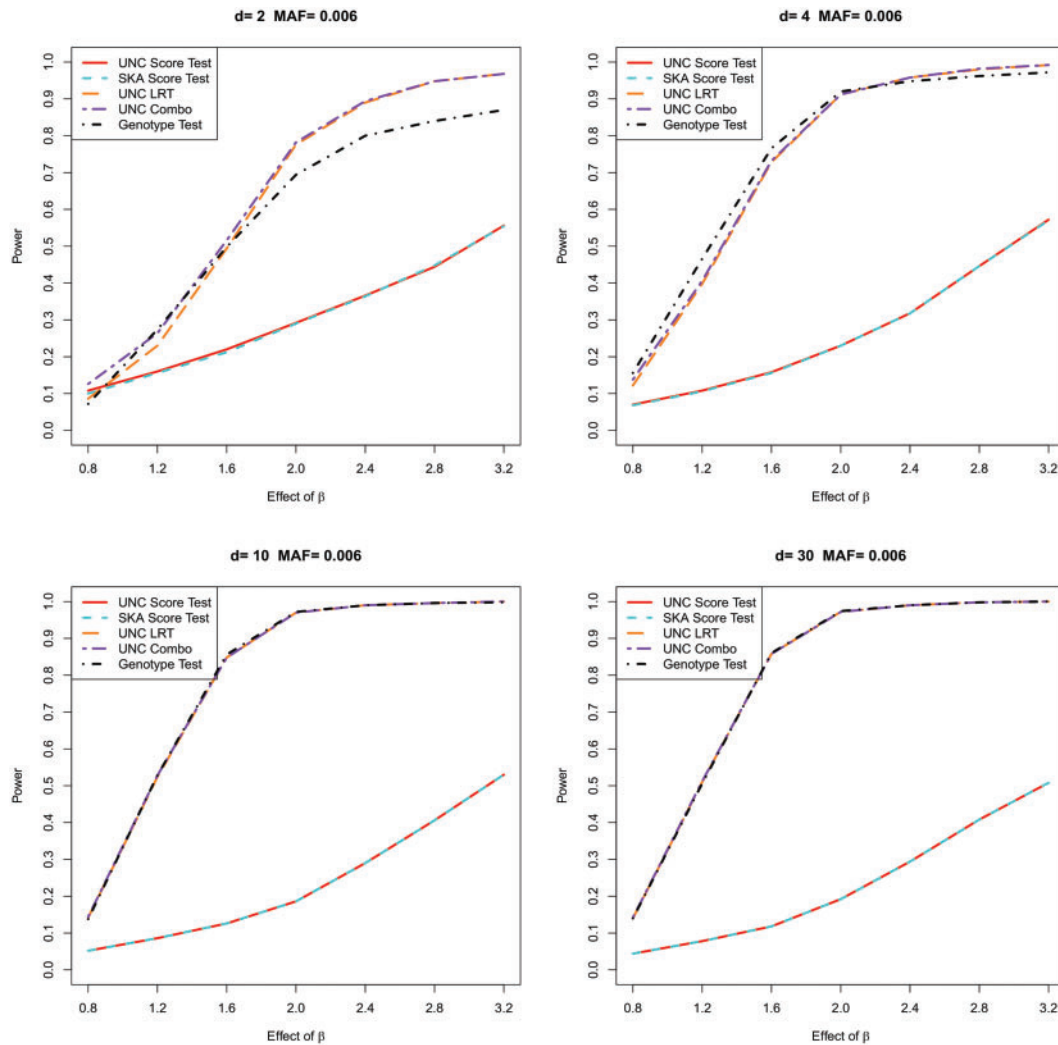 d= 2 MAF= 0.006
UNC Score Test
SKA Score Test
UNC LRT
UNC Combo
Genotype Test
Power
0.0 0.1 0.2 0.3 0.4 0.5 0.6 0.7 0.8 0.9 1.0
0.8 1.2 1.6 2.0 2.4 2.8 3.2
Effect of β
d= 4 MAF= 0.006
UNC Score Test
SKA Score Test
UNC LRT
UNC Combo
Genotype Test
Power
0.0 0.1 0.2 0.3 0.4 0.5 0.6 0.7 0.8 0.9 1.0
0.8 1.2 1.6 2.0 2.4 2.8 3.2
Effect of β
d= 10 MAF= 0.006
UNC Score Test
SKA Score Test
UNC LRT
UNC Combo
Genotype Test
Power
0.0 0.1 0.2 0.3 0.4 0.5 0.6 0.7 0.8 0.9 1.0
0.8 1.2 1.6 2.0 2.4 2.8 3.2
Effect of β
d= 30 MAF= 0.006
UNC Score Test
SKA Score Test
UNC LRT
UNC Combo
Genotype Test
Power
0.0 0.1 0.2 0.3 0.4 0.5 0.6 0.7 0.8 0.9 1.0
0.8 1.2 1.6 2.0 2.4 2.8 3.2
Effect of β